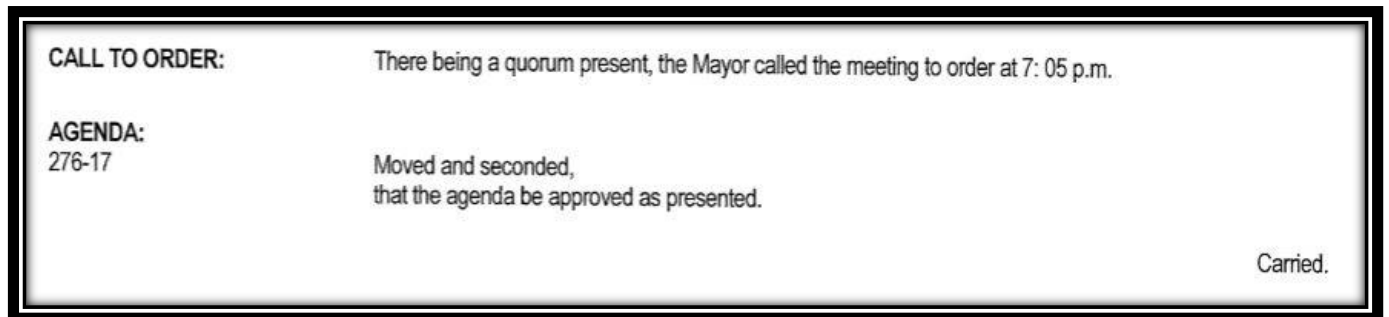 CALL TO ORDER: There being a quorum present, the Mayor called the meeting to order at 7: 05 p.m.
AGENDA:
276-17 Moved and seconded,
that the agenda be approved as presented.
Carried.